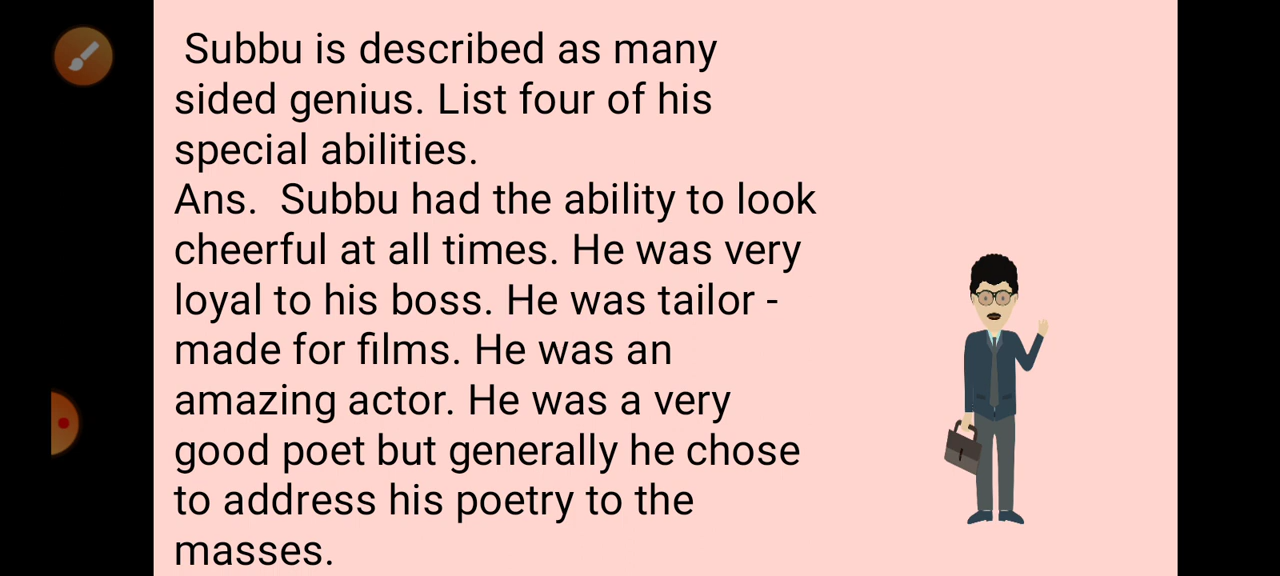 Subbu is described as many
sided genius. List four of his
special abilities.
Ans.  Subbu had the ability to look
cheerful at all times. He was very
loyal to his boss. He was tailor -
made for films. He was an
amazing actor. He was a very
good poet but generally he chose
to address his poetry to the
masses.